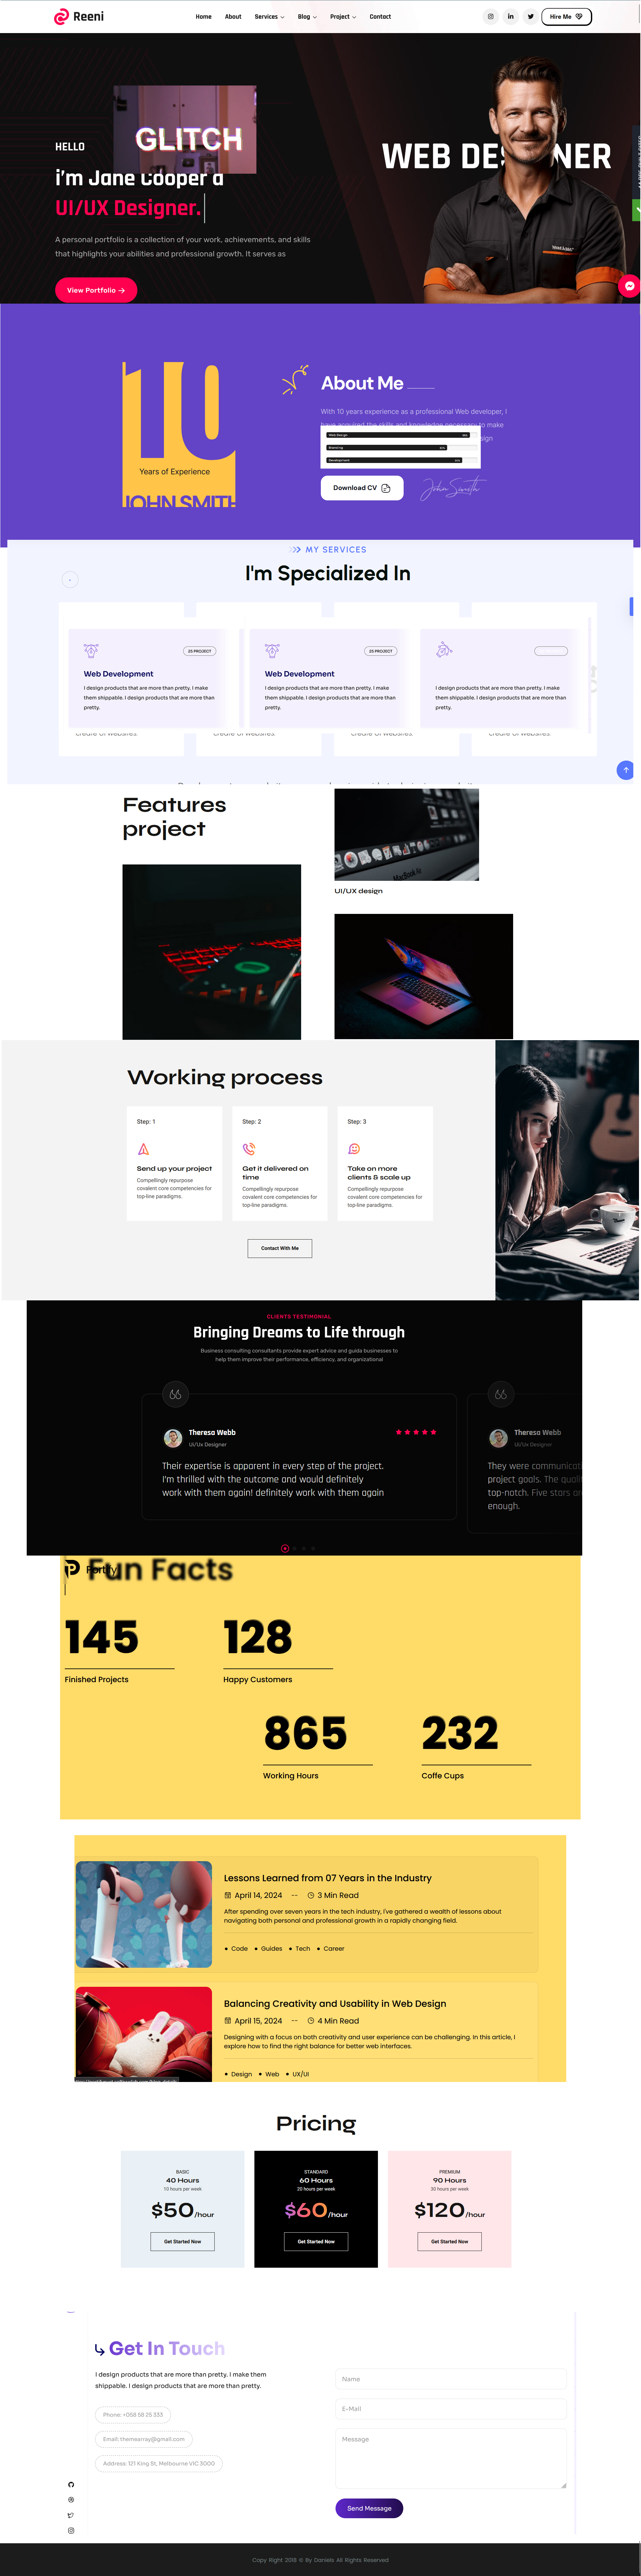 Reeni
Home About Services Blog Project Contact
Hire Me
GLITCH
HELLO
i'm Jane Cooper a
UI/UX Designer.
WEB DES NER
A personal portfolio is a collection of your work, achievements, and skills
that highlights your abilities and professional growth. It serves as
View Portfolio
10
Years of Experience
JOHN SMITH
About Me
With 10 years experience as a professional Web developer, I
have acquired the skills and knowledge necessary to make
sign
Web Design
Branding
Development
Download CV
John Smith
MY SERVICES
I'm Specialized In
25 PROJECT
Web Development
I design products that are more than pretty. I make
them shippable. I design products that are more than
pretty.
25 PROJECT
Web Development
I design products that are more than pretty. I make
them shippable. I design products that are more than
pretty.
I design products that are more than pretty. I make
them shippable. I design products that are more than
pretty.
create of websites.
create of websites.
create of websites.
create of websites.
Features
project
MacBook Air
UI/UX design
Working process
Step: 1
Send up your project
Compellingly repurpose
covalent core competencies for
top-line paradigms.
Step: 2
Get it delivered on
time
Compellingly repurpose
covalent core competencies for
top-line paradigms.
Step: 3
Take on more
clients & scale up
Compellingly repurpose
covalent core competencies for
top-line paradigms.
Contact With Me
CLIENTS TESTIMONIAL
Bringing Dreams to Life through
Business consulting consultants provide expert advice and guida businesses to
help them improve their performance, efficiency, and organizational
Theresa Webb
Ui/Ux Designer
Their expertise is apparent in every step of the project.
I'm thrilled with the outcome and would definitely
work with them again! definitely work with them again
Theresa Webb
Ui/Ux Designer
They were communicat
project goals. The quali
top-notch. Five stars ar
enough.
Fortify
Fun Facts
145
Finished Projects
128
Happy Customers
865
Working Hours
232
Coffe Cups
Lessons Learned from 07 Years in the Industry
April 14, 2024 -- 3 Min Read
After spending over seven years in the tech industry, I've gathered a wealth of lessons about
navigating both personal and professional growth in a rapidly changing field.
Code Guides Tech Career
Balancing Creativity and Usability in Web Design
April 15, 2024 -- 4 Min Read
Designing with a focus on both creativity and user experience can be challenging. In this article, I
explore how to find the right balance for better web interfaces.
Design Web UX/UI
Pricing
BASIC
40 Hours
10 hours per week
$50/hour
Get Started Now
STANDARD
60 Hours
20 hours per week
$60/hour
Get Started Now
PREMIUM
90 Hours
30 hours per week
$120/hour
Get Started Now
Get In Touch
I design products that are more than pretty. I make them
shippable. I design products that are more than pretty.
Phone: +058 58 25 333
Email: themearray@gmail.com
Address: 121 King St, Melbourne VIC 3000
Name
E-Mail
Message
Send Message
Copy Right 2018 © By Daniels All Rights Reserved